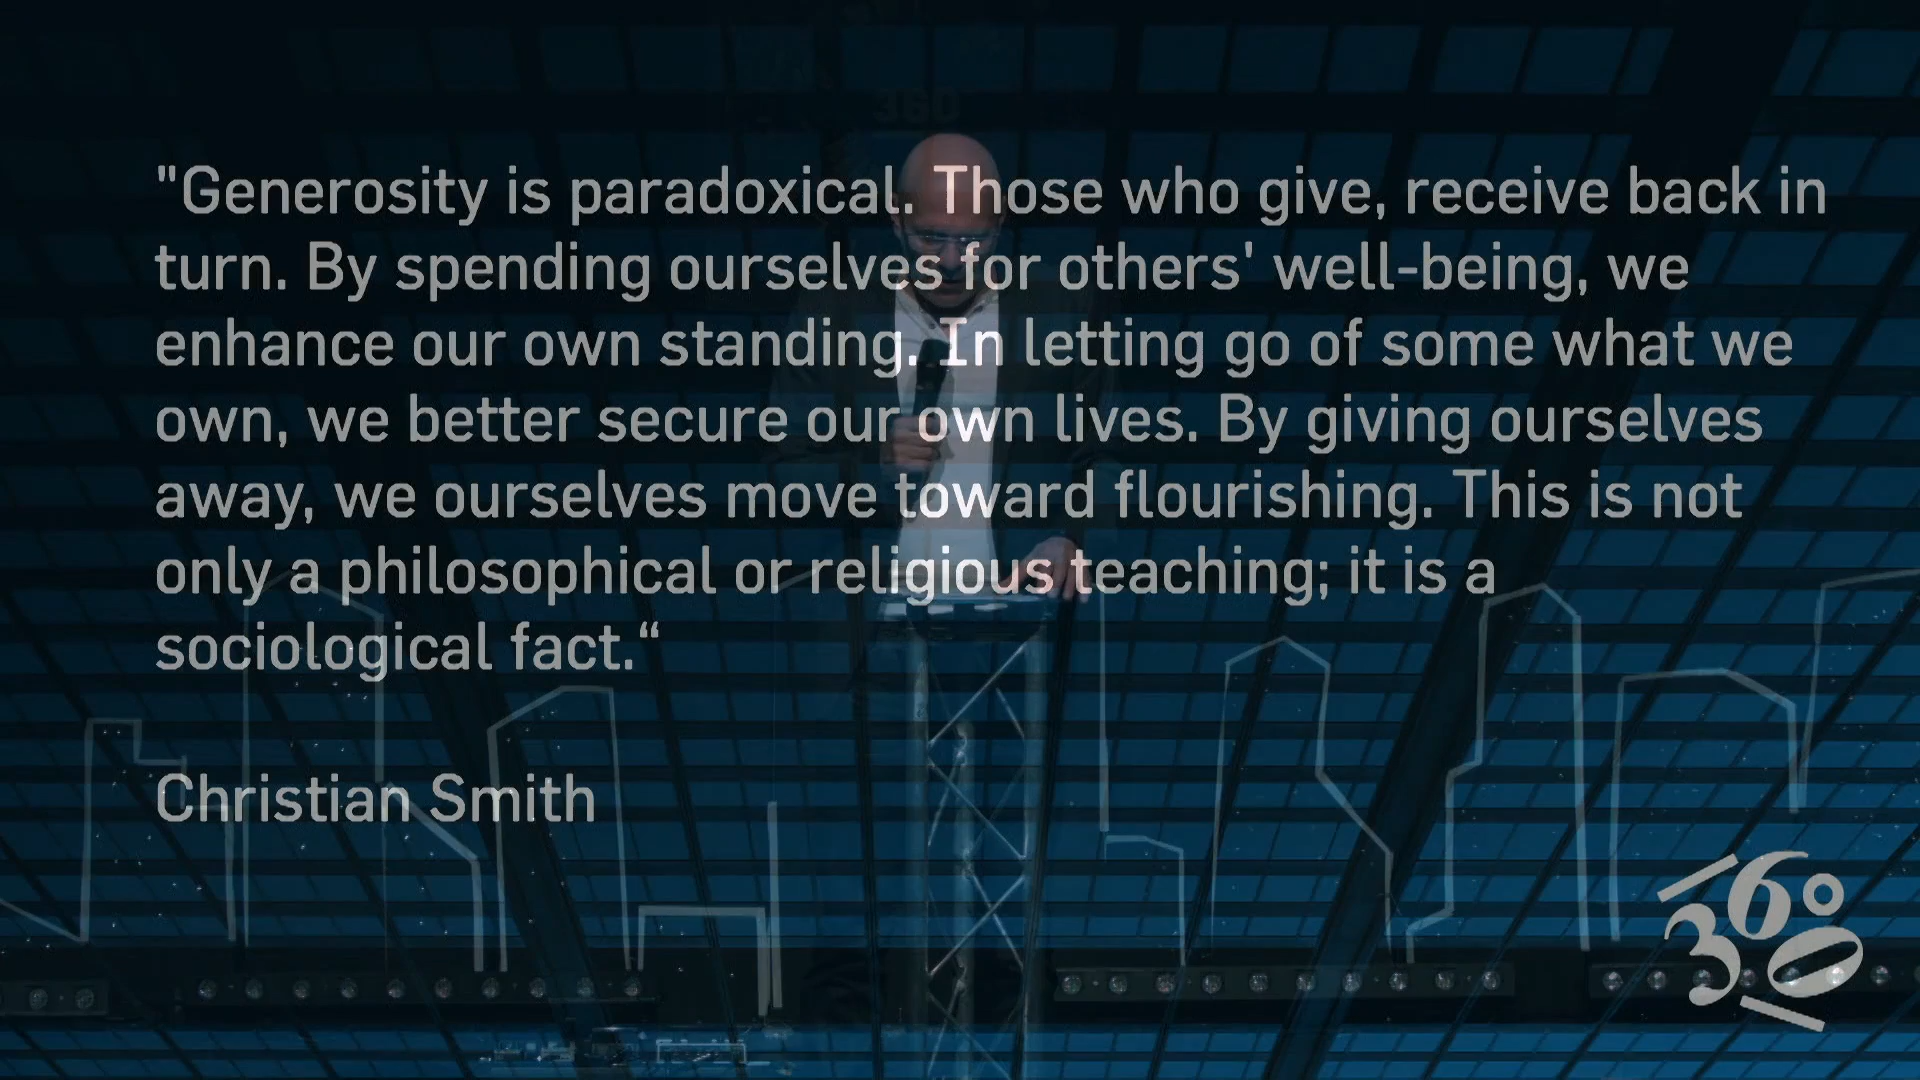 360
"Generosity is paradoxical. Those who give, receive back in
turn. By spending ourselves for others' well-being, we
enhance our own standing. In letting go of some what we
own, we better secure our own lives. By giving ourselves
away, we ourselves move toward flourishing. This is not
only a philosophical or religious teaching; it is a
sociological fact.“
Christian Smith
36°
0